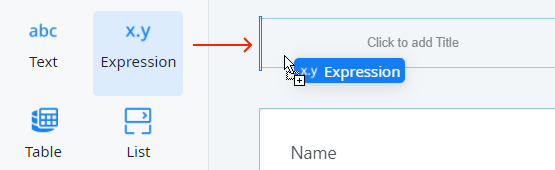 abc
x.y
Text
Expression
Click to add Title
x.y Expression
Table
List
Name